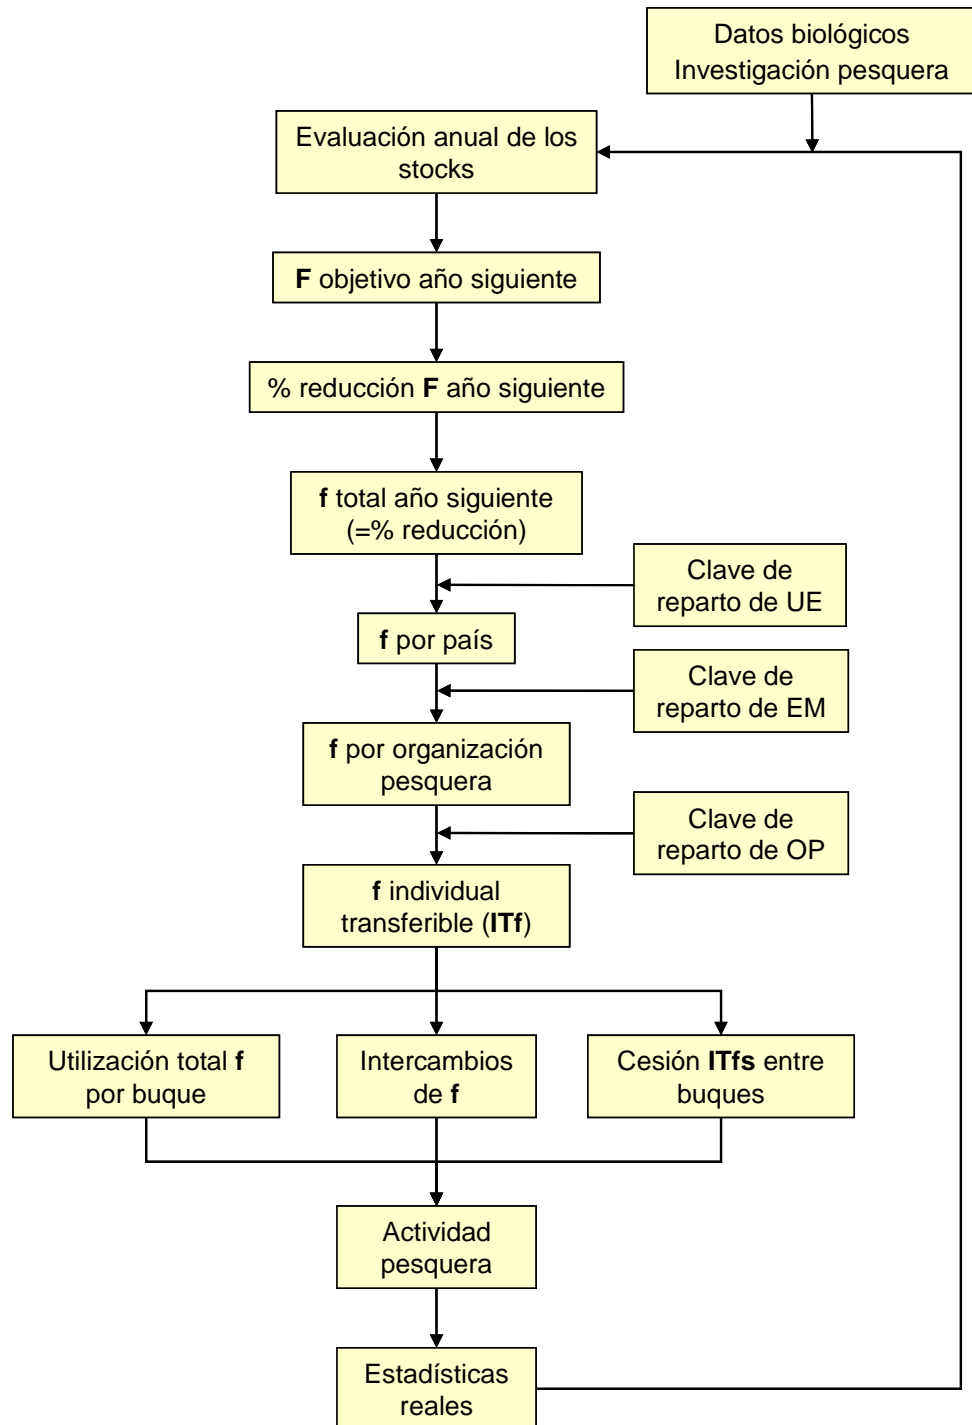 Datos biológicos
Investigación pesquera
Evaluación anual de los
stocks
F objetivo año siguiente
% reducción F año siguiente
f total año siguiente
(=% reducción)
Clave de
reparto de UE
f por país
Clave de
reparto de EM
f por organización
pesquera
Clave de
reparto de OP
f individual
transferible (ITf)
Utilización total f
por buque
Intercambios
de f
Cesión ITfs entre
buques
Actividad
pesquera
Estadísticas
reales